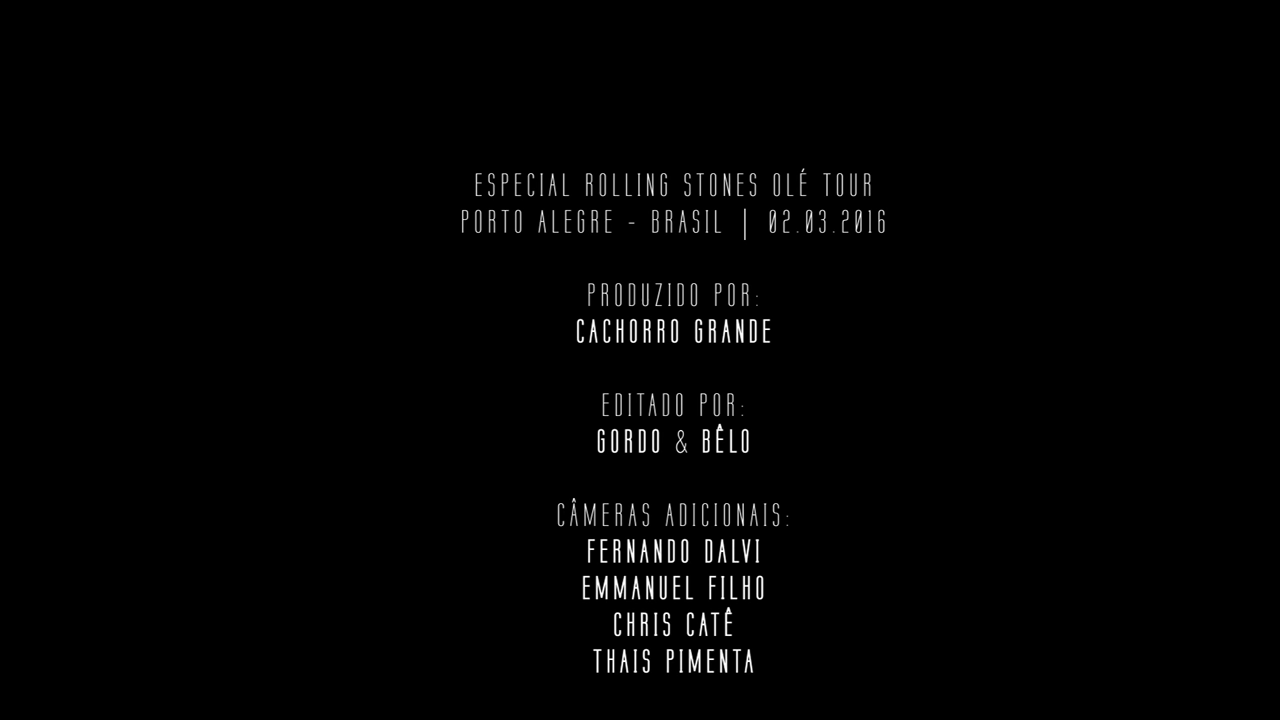 ESPECIAL ROLLING STONES OLÉ TOUR
PORTO ALEGRE - BRASIL | 02.03.2016
PRODUZIDO POR:
CACHORRO GRANDE
EDITADO POR:
GORDO & BÊLO
CÂMERAS ADICIONAIS:
FERNANDO DALVI
EMMANUEL FILHO
CHRIS CATÊ
THAIS PIMENTA